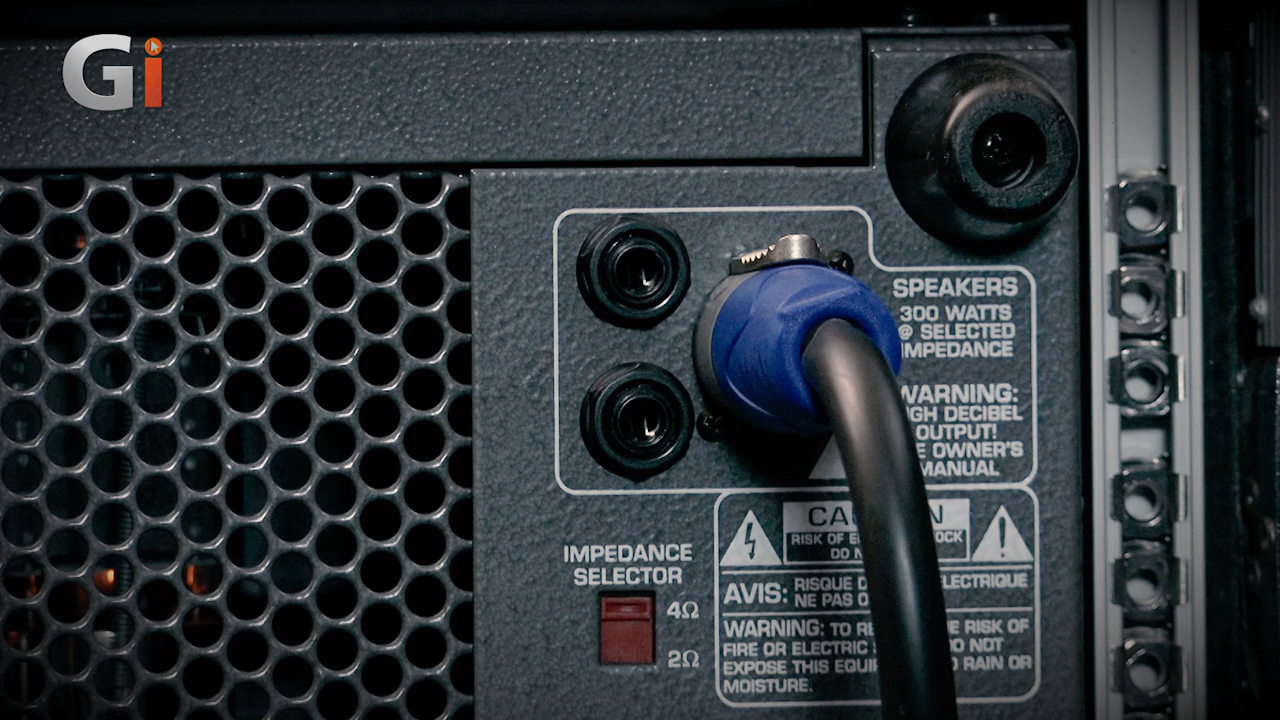 Gi
SPEAKERS
300 WATTS
@ SELECTED
IMPEDANCE
WARNING:
OUTPUT!
OWNER'S
MANUAL
RISK OF
DO
IMPEDANCE
SELECTOR
4Ω
2Ω
AVIS: RISQUE
NE PAS
WARNING: TO RISK OF
FIRE OR ELECTRIC NOT
EXPOSE THIS RAIN OR
MOISTURE.